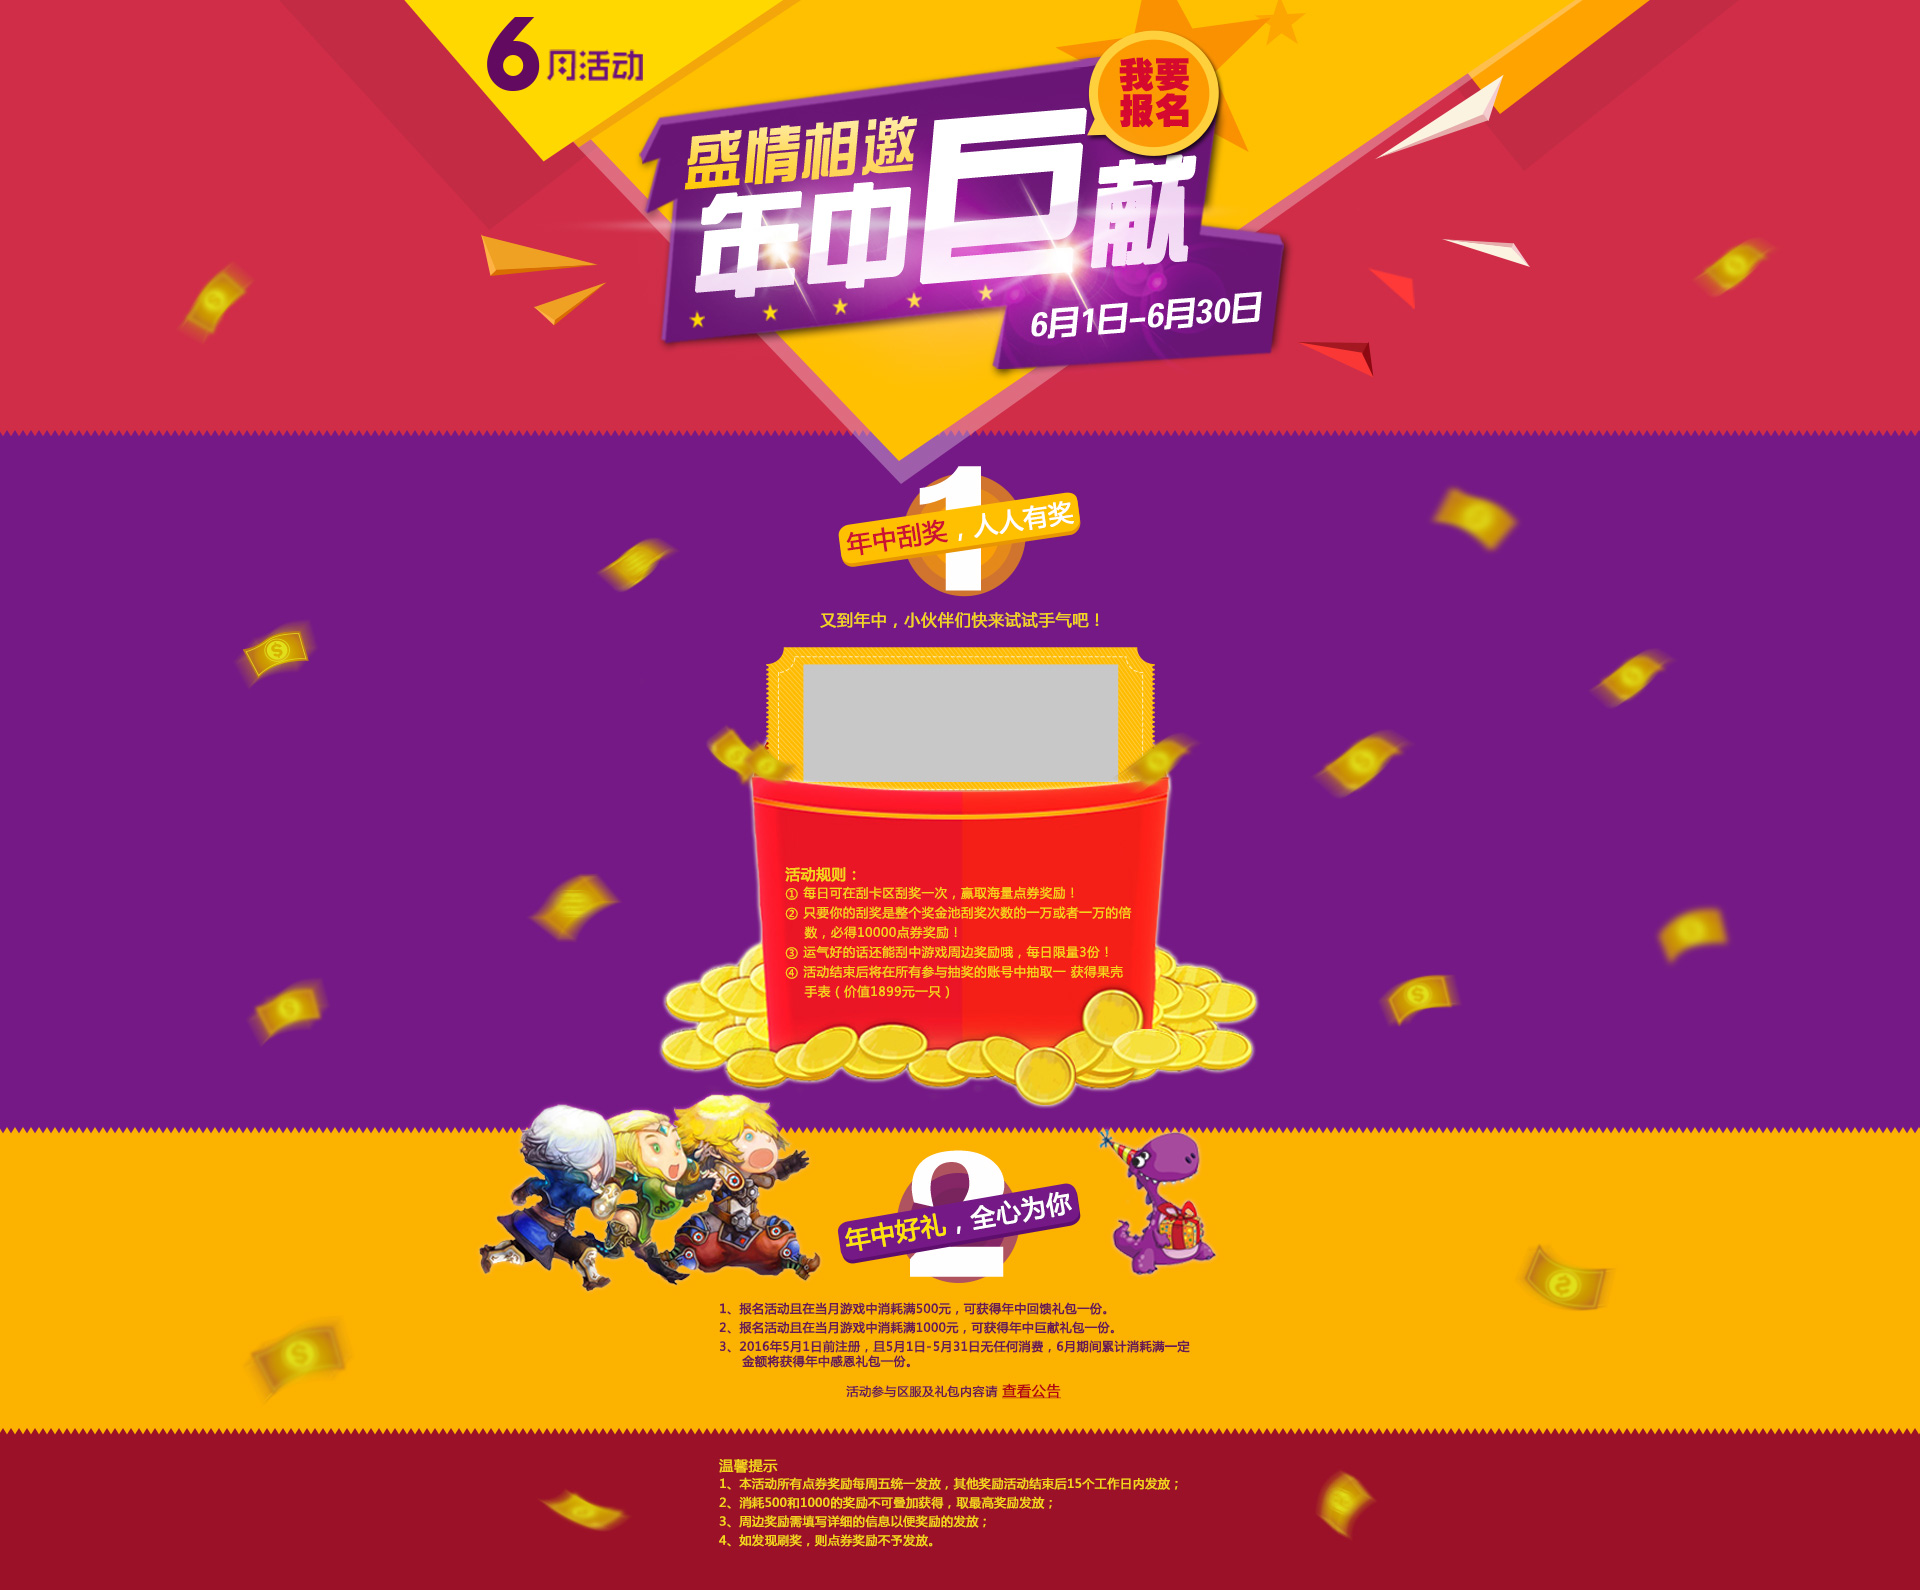 6月活动
我要
报名
盛情相邀
年中巨献
6月1日-6月30日
1
年中刮奖，人人有奖
又到年中，小伙伴们快来试试手气吧！
活动规则：
① 每日可在刮卡区刮奖一次，赢取海量点券奖励！
② 只要你的刮奖是整个奖金池刮奖次数的一万或者一万的倍
数，必得10000点券奖励！
③ 运气好的话还能刮中游戏周边奖励哦，每日限量3份！
④ 活动结束后将在所有参与抽奖的账号中抽取一 获得果壳
手表（价值1899元一只）
2
年中好礼，全心为你
1、报名活动且在当月游戏中消耗满500元，可获得年中回馈礼包一份。
2、报名活动且在当月游戏中消耗满1000元，可获得年中巨献礼包一份。
3、2016年5月1日前注册，且5月1日-5月31日无任何消费，6月期间累计消耗满一定
金额将获得年中感恩礼包一份。
活动参与区服及礼包内容请 查看公告
温馨提示
1、本活动所有点券奖励每周五统一发放，其他奖励活动结束后15个工作日内发放；
2、消耗500和1000的奖励不可叠加获得，取最高奖励发放；
3、周边奖励需填写详细的信息以便奖励的发放；
4、如发现刷奖，则点券奖励不予发放。